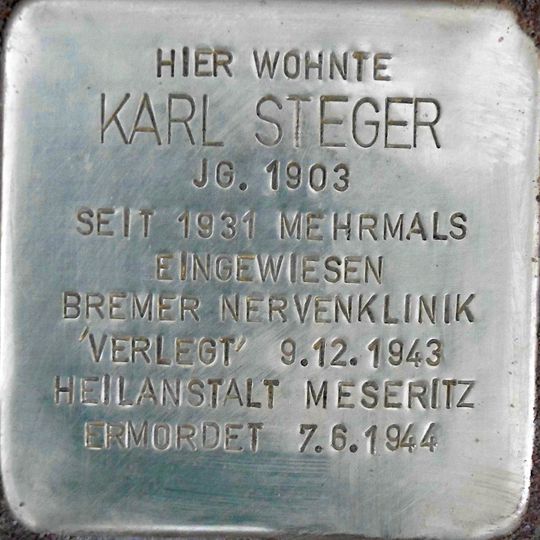 HIER WOHNTE
KARL STEGER
JG. 1903
SEIT 1931 MEHRMALS
EINGEWIESEN
BREMER NERVENKLINIK
'VERLEGT' 9.12.1943
HEILANSTALT MESERITZ
ERMORDET 7.6.1944